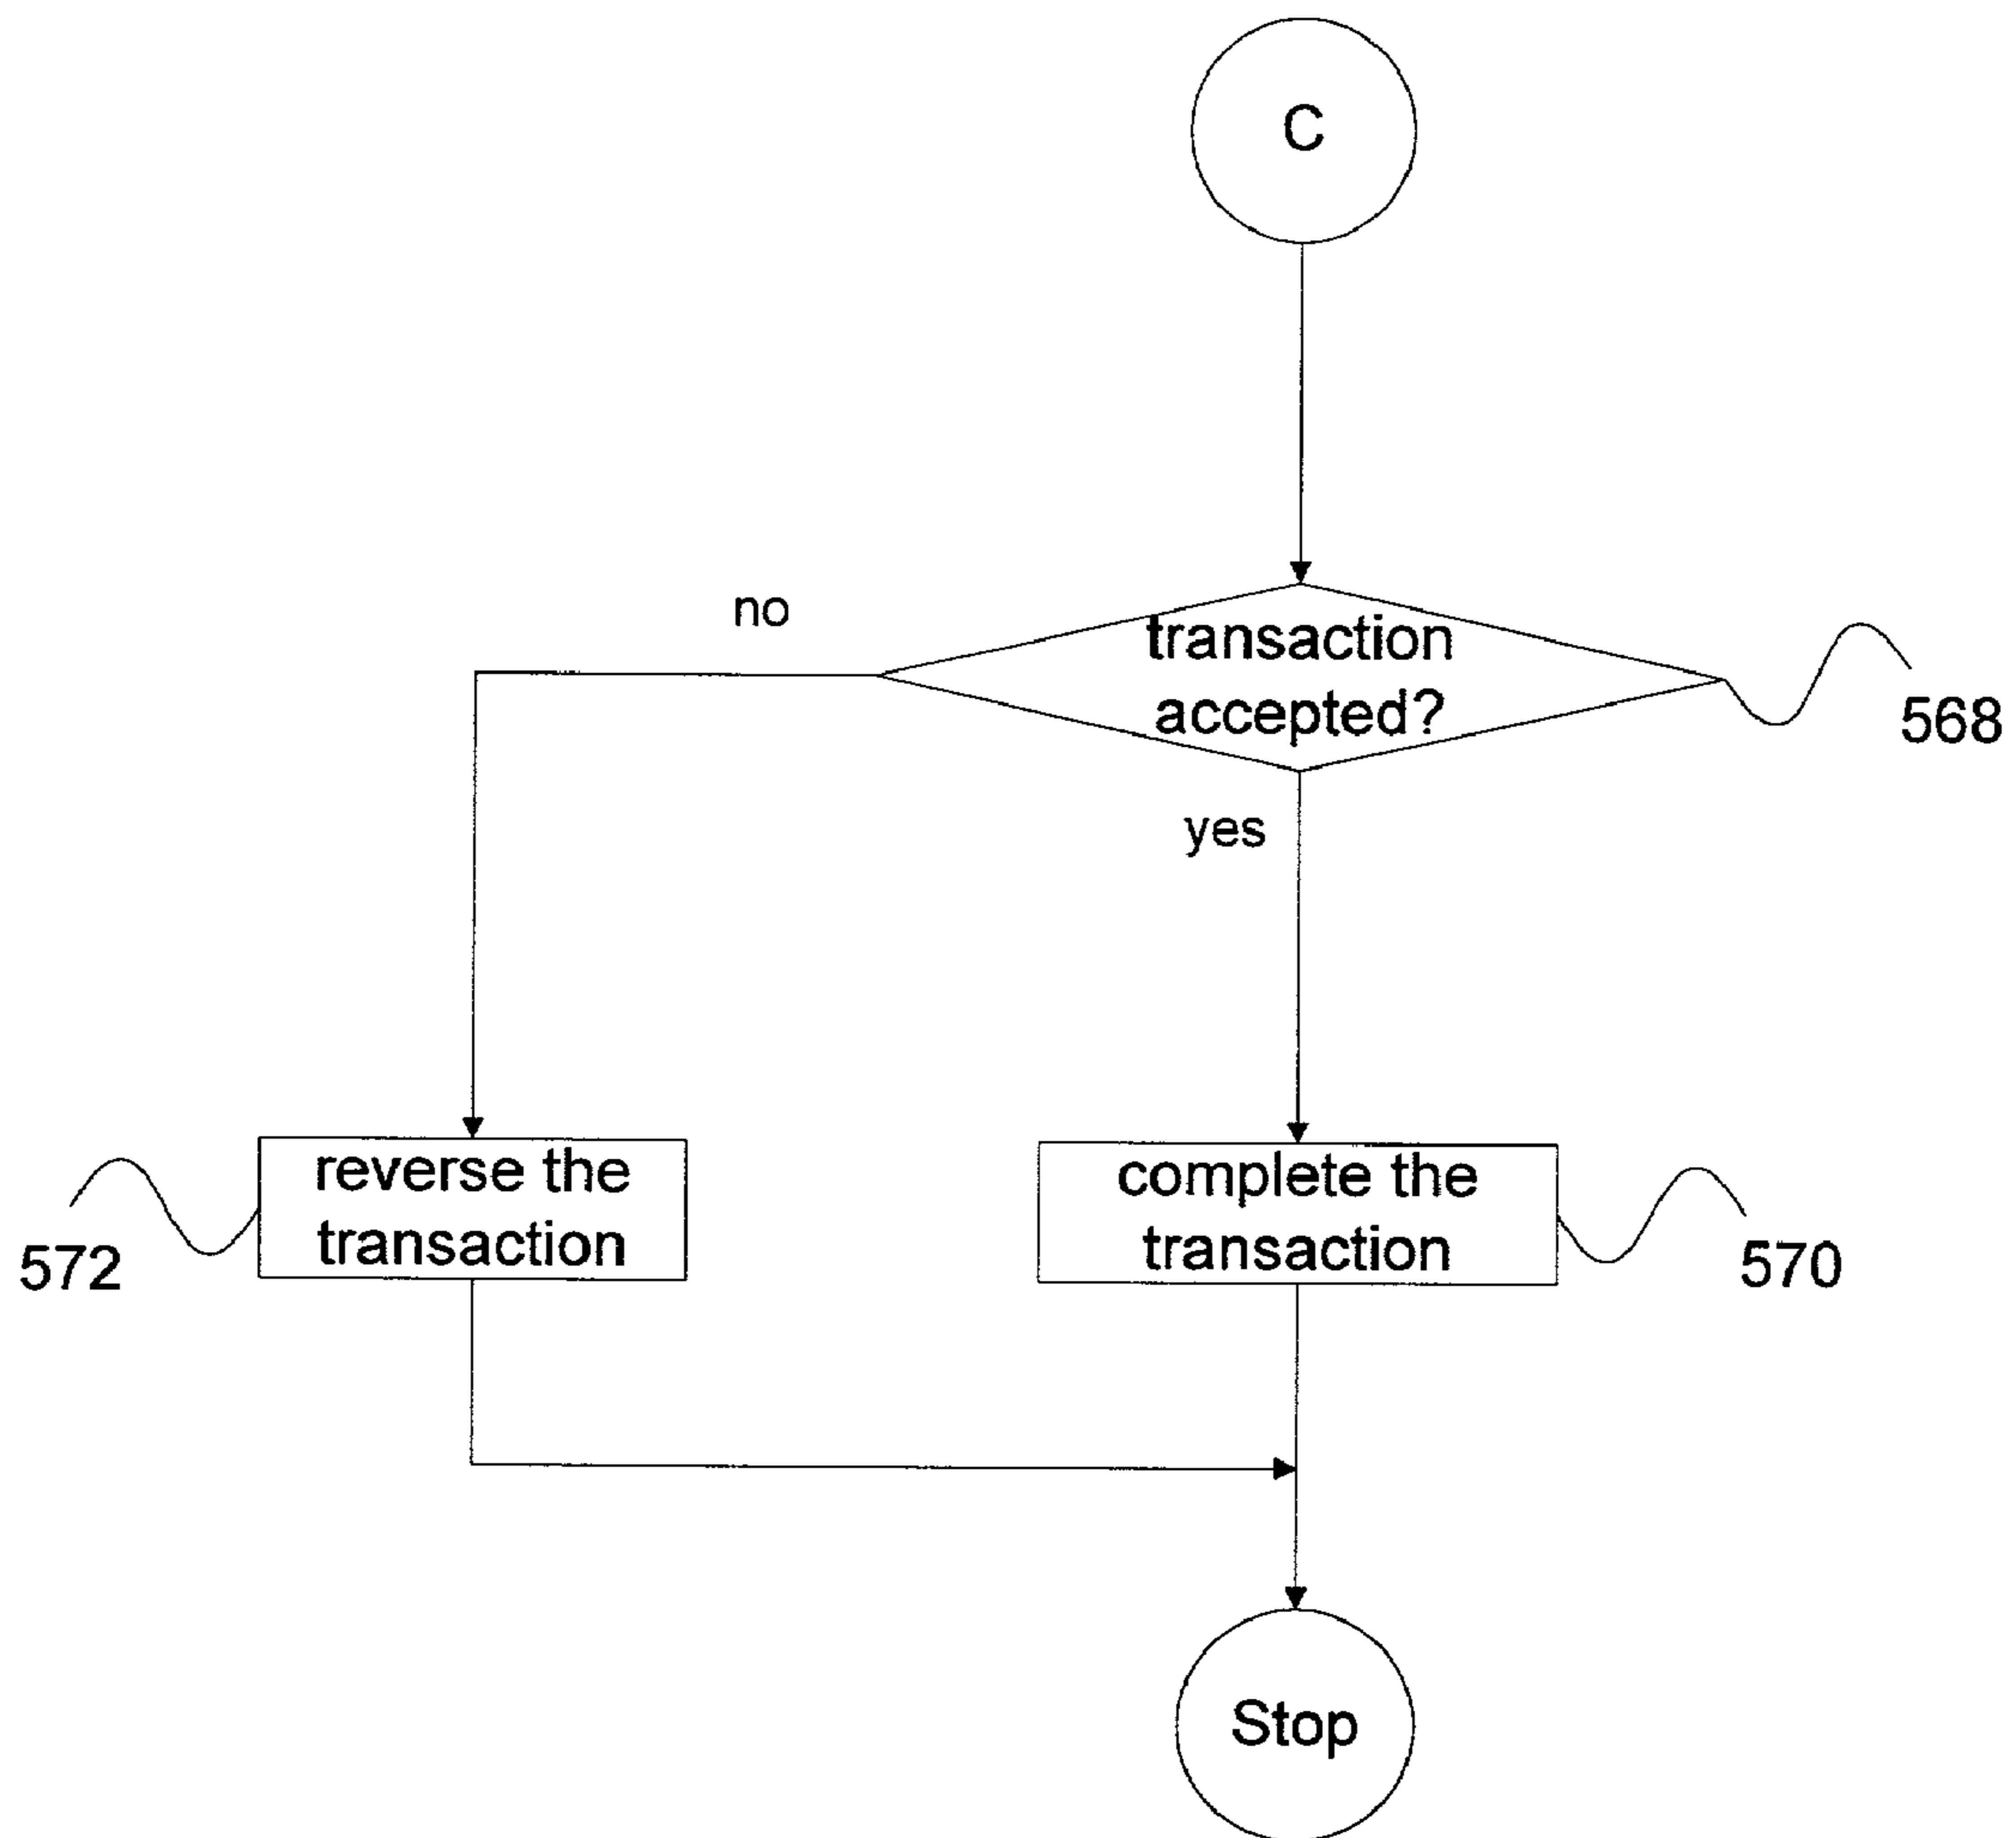 C
no
transaction
accepted?
568
yes
reverse the
transaction
572
complete the
transaction
570
Stop